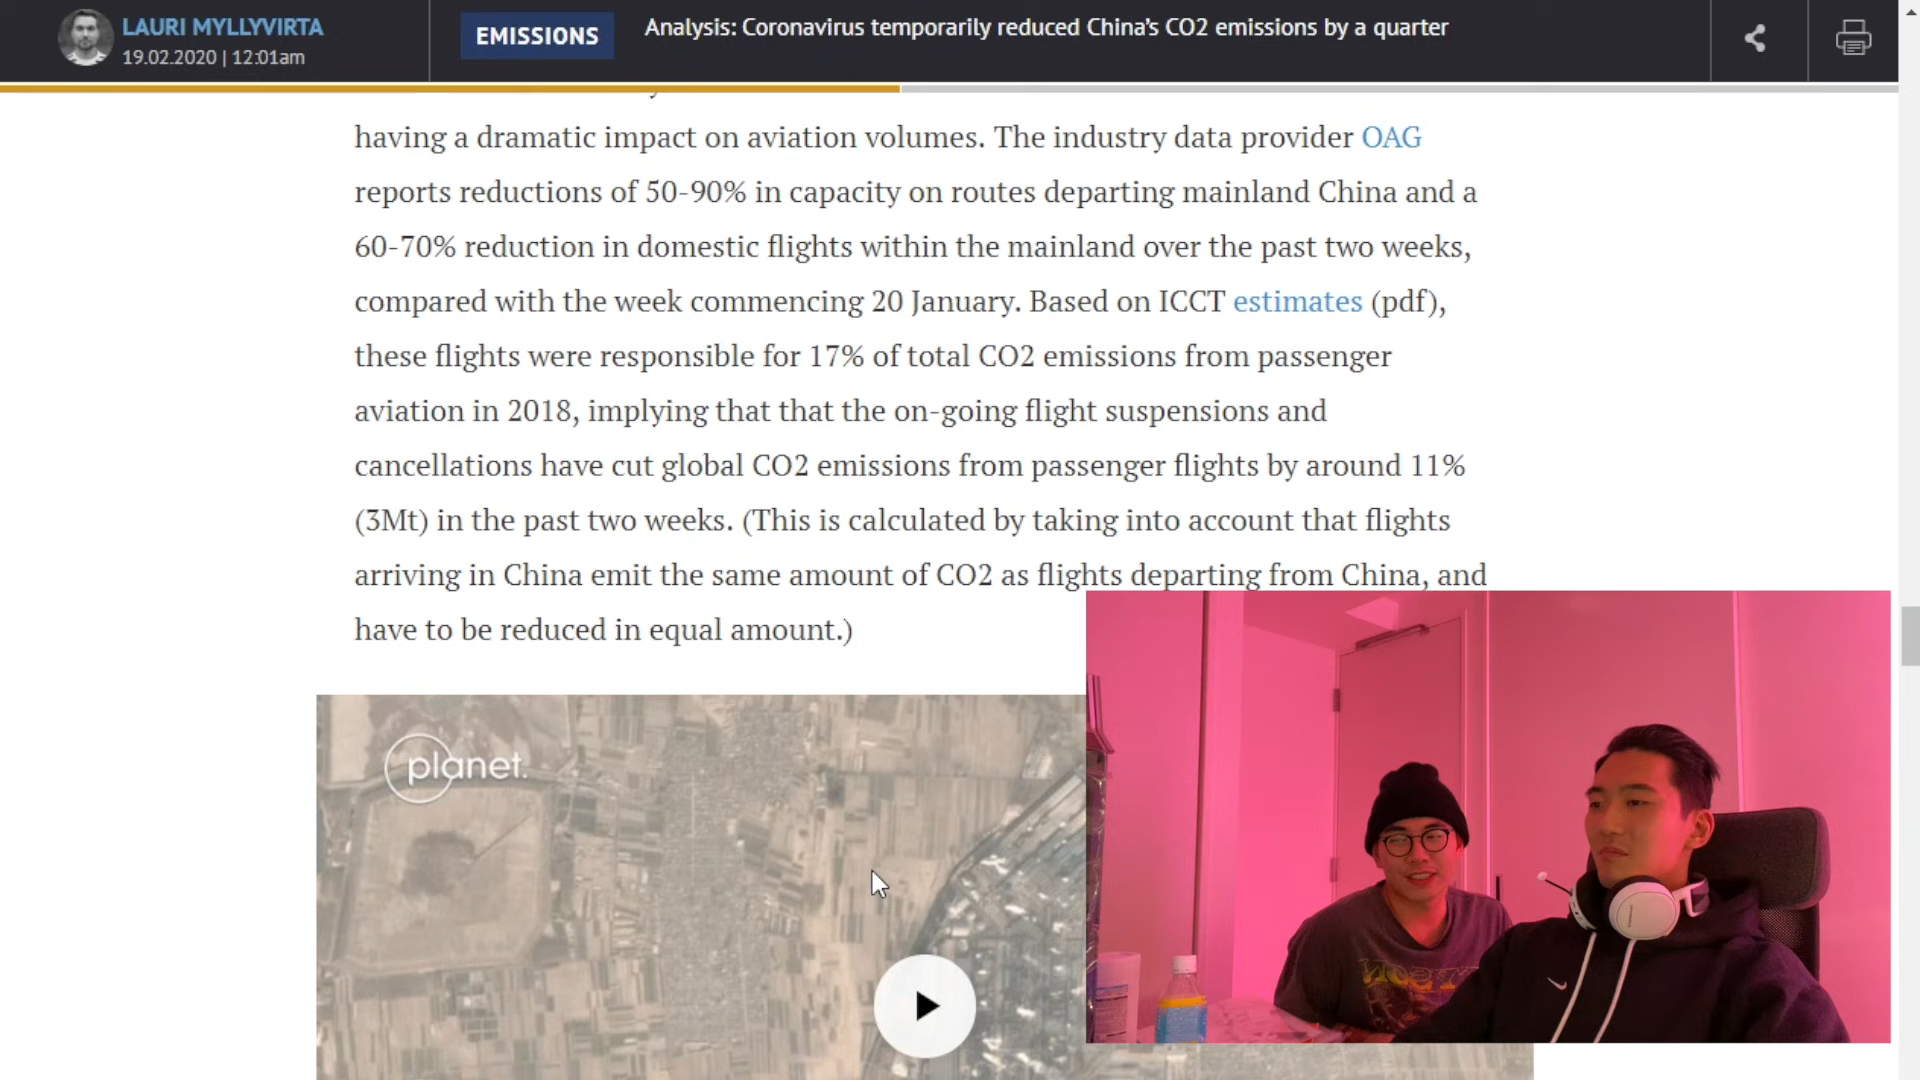 LAURI MYLLYVIRTA
19.02.2020 | 12:01am
EMISSIONS
Analysis: Coronavirus temporarily reduced China's CO2 emissions by a quarter
having a dramatic impact on aviation volumes. The industry data provider OAG
reports reductions of 50-90% in capacity on routes departing mainland China and a
60-70% reduction in domestic flights within the mainland over the past two weeks,
compared with the week commencing 20 January. Based on ICCT estimates (pdf),
these flights were responsible for 17% of total CO2 emissions from passenger
aviation in 2018, implying that that the on-going flight suspensions and
cancellations have cut global CO2 emissions from passenger flights by around 11%
(3Mt) in the past two weeks. (This is calculated by taking into account that flights
arriving in China emit the same amount of CO2 as flights departing from China, and
have to be reduced in equal amount.)
planet.